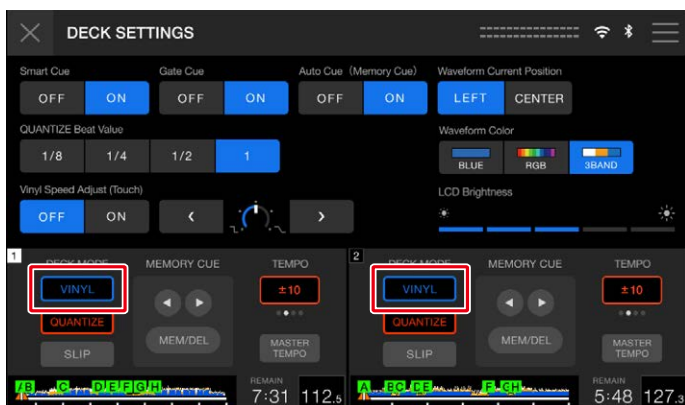 DECK SETTINGS
Smart Cue Gate Cue Auto Cue (Memory Cue) Waveform Current Position
OFF ON OFF ON OFF ON LEFT CENTER
QUANTIZE Beat Value Waveform Color
1/8 1/4 1/2 1 BLUE RGB 3BAND
Vinyl Speed Adjust (Touch) LCD Brightness
OFF ON
1 DECK MODE MEMORY CUE TEMPO 2 DECK MODE MEMORY CUE TEMPO
VINYL ±10 VINYL ±10
QUANTIZE QUANTIZE
SLIP MEM/DEL MASTER TEMPO SLIP MEM/DEL MASTER TEMPO
B C D E F G H REMAIN A B C D E F G H REMAIN
7:31 112.5 5:48 127.3